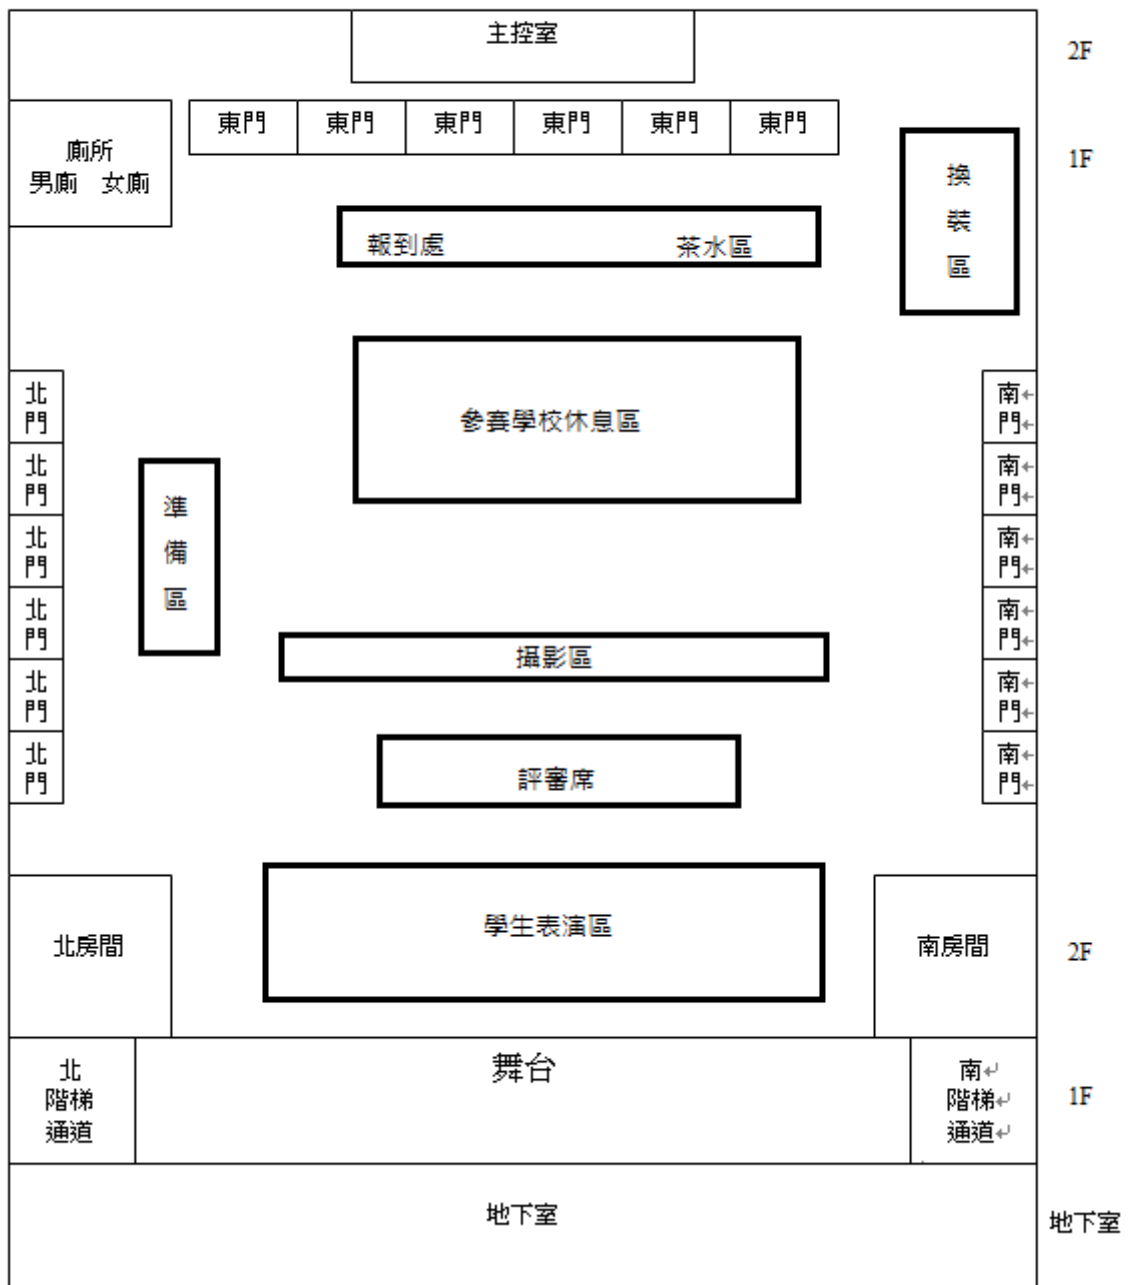 主控室
2F
東門 東門 東門 東門 東門 東門
廁所
男廁 女廁
1F
換
裝
區
報到處 茶水區
參賽學校休息區
北
門
北
門
北
門
北
門
北
門
北
門
南
門
南
門
南
門
南
門
南
門
南
門
準
備
區
攝影區
評審席
學生表演區
北房間
南房間
2F
舞台
北
階梯
通道
南
階梯
通道
1F
地下室
地下室